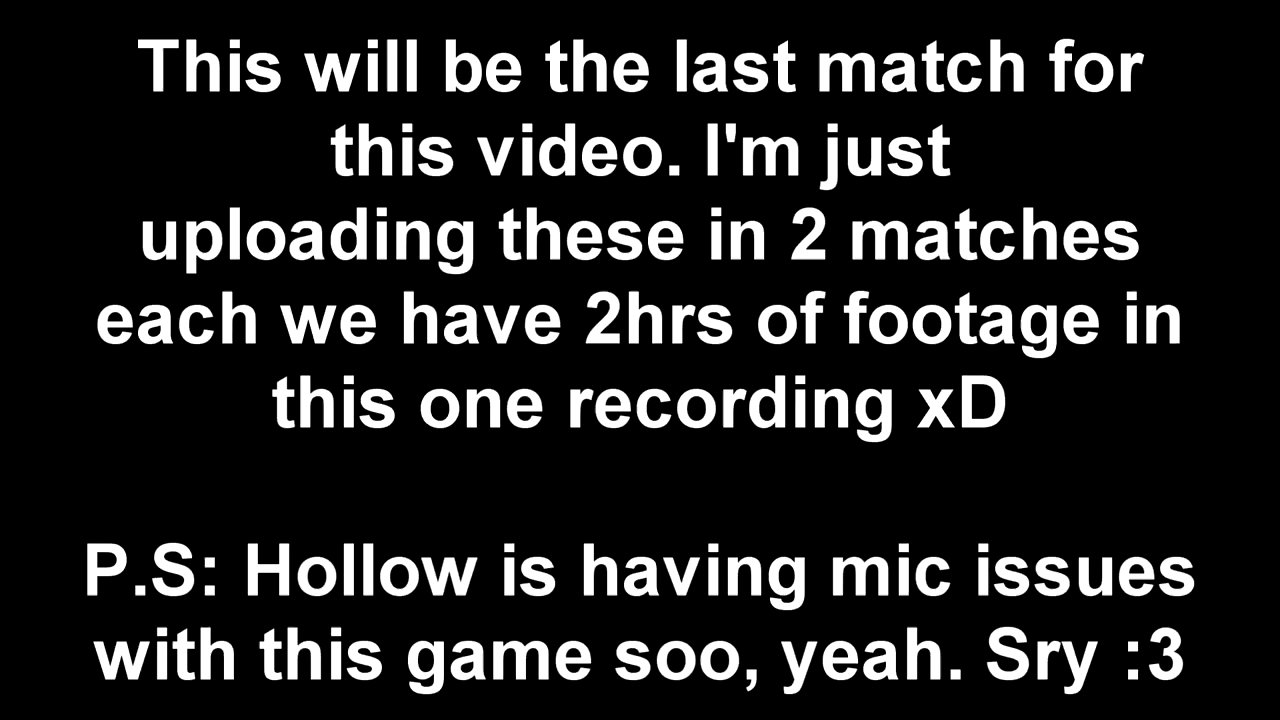 This will be the last match for
this video. I'm just
uploading these in 2 matches
each we have 2hrs of footage in
this one recording xD
P.S: Hollow is having mic issues
with this game soo, yeah. Sry :3